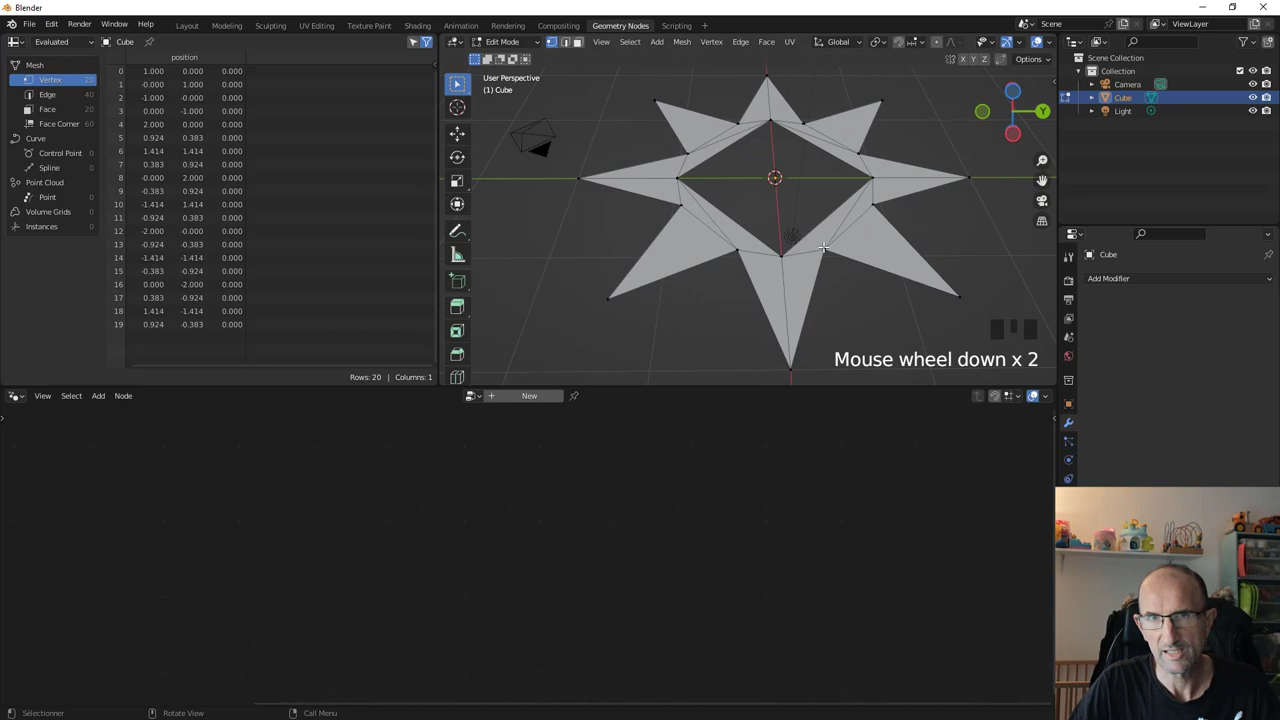 Blender
File Edit Render Window Help Layout Modeling Sculpting UV Editing Texture Paint Shading Animation Rendering Compositing Geometry Nodes Scripting + Scene ViewLayer
Evaluated Cube Edit Mode View Select Add Mesh Vertex Edge Face UV Global
X Y Z Options
Mesh
Vertex 20
Edge 40
Face 20
Face Corner 60
Curve
Control Point 0
Spline 0
Point Cloud
Point 0
Volume Grids 0
Instances 0
position
0 1.000 0.000 0.000
1 -0.000 1.000 0.000
2 -1.000 -0.000 0.000
3 0.000 -1.000 0.000
4 2.000 0.000 0.000
5 0.924 0.383 0.000
6 1.414 1.414 0.000
7 0.383 0.924 0.000
8 -0.000 2.000 0.000
9 -0.383 0.924 0.000
10 -1.414 1.414 0.000
11 -0.924 0.383 0.000
12 -2.000 -0.000 0.000
13 -0.924 -0.383 0.000
14 -1.414 -1.414 0.000
15 -0.383 -0.924 0.000
16 0.000 -2.000 0.000
17 0.383 -0.924 0.000
18 1.414 -1.414 0.000
19 0.924 -0.383 0.000
Rows: 20 | Columns: 1
User Perspective
(1) Cube
Y
Mouse wheel down x 2
Scene Collection
Collection
Camera
Cube
Light
Cube
Add Modifier
View Select Add Node + New
Sélectionner Rotate View Call Menu